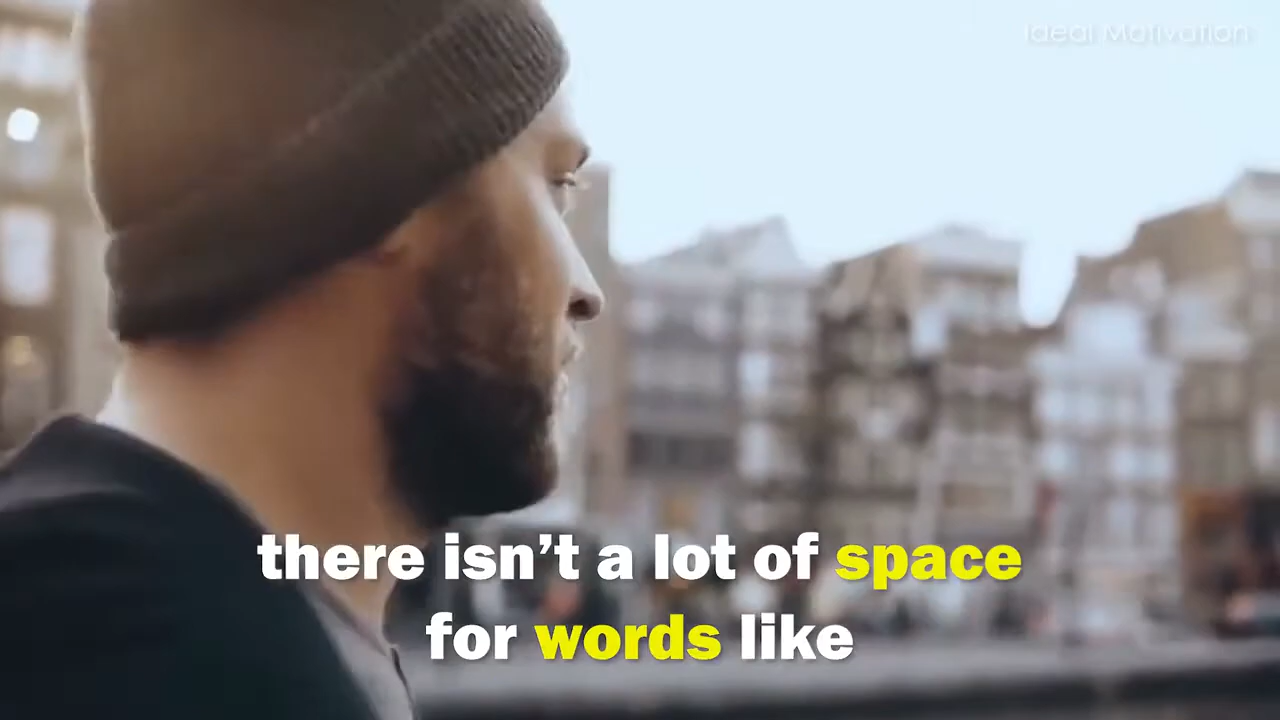 Ideal Motivation
there isn’t a lot of space
for words like